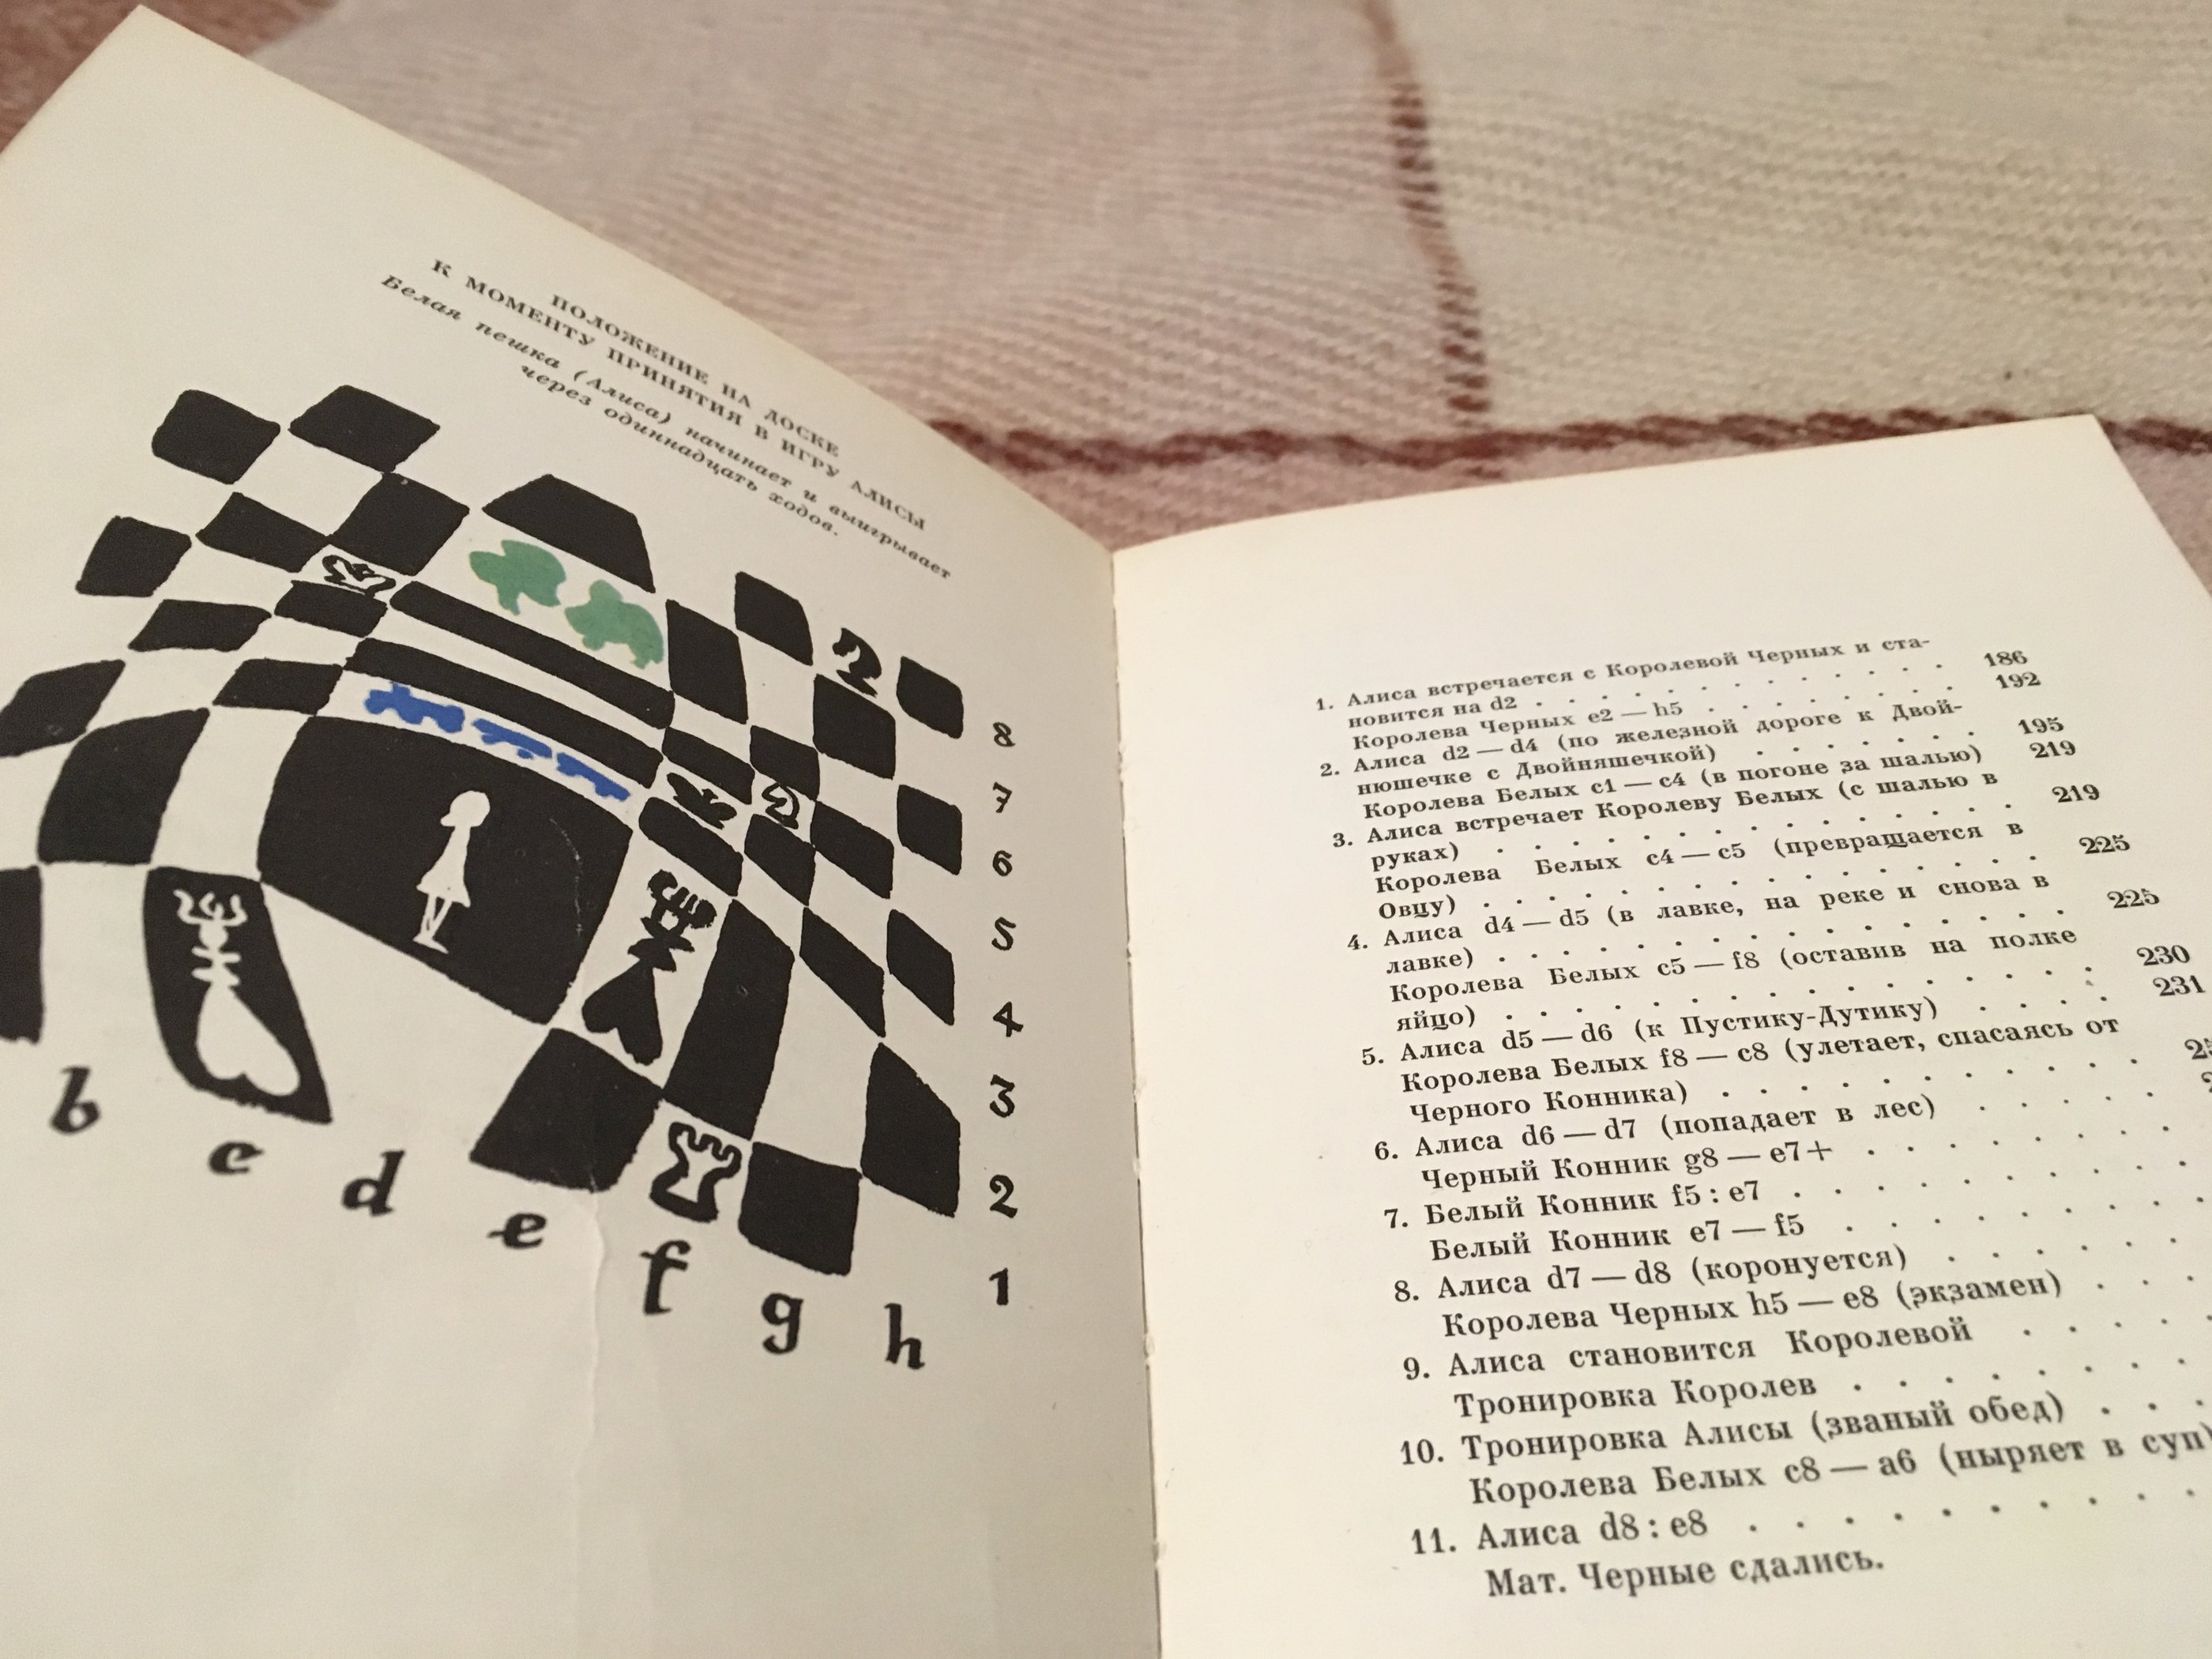 ПОЛОЖЕНИЕ НА ДОСКЕ
К МОМЕНТУ ПРИНЯТИЯ В ИГРУ АЛИСЫ
Белая пешка (Алиса) начинает и выигрывает
через одиннадцать ходов.
8
7
6
5
4
3
2
1
b
c
d
e
f
g
h
1. Алиса встречается с Королевой Черных и ста-
новится на d2 . . . . . . . . . . . 186
Королева Черных e2 — h5 . . . . . . . 192
2. Алиса d2 — d4 (по железной дороге к Двой-
нюшечке с Двойняшечкой) . . . . . . . 195
Королева Белых c1 — c4 (в погоне за шалью) 219
3. Алиса встречает Королеву Белых (с шалью в
руках) . . . . . . . . . . . . . 219
Королева Белых c4 — c5 (превращается в
Овцу) . . . . . . . . . . . . . 225
4. Алиса d4 — d5 (в лавке, на реке и снова в
лавке) . . . . . . . . . . . . . 225
Королева Белых c5 — f8 (оставив на полке
яйцо) . . . . . . . . . . . . . 230
5. Алиса d5 — d6 (к Пустику-Дутику) . . . . 231
Королева Белых f8 — c8 (улетает, спасаясь от
Черного Конника) . . . . . . . . . .
6. Алиса d6 — d7 (попадает в лес) . . . . .
Черный Конник g8 — e7+ . . . . . . .
7. Белый Конник f5 : e7 . . . . . . . .
Белый Конник e7 — f5 . . . . . . .
8. Алиса d7 — d8 (коронуется) . . . . .
Королева Черных h5 — e8 (экзамен) . . .
9. Алиса становится Королевой . . . .
Тронировка Королев . . . . . . .
10. Тронировка Алисы (званый обед) . . .
Королева Белых c8 — a6 (ныряет в суп)
11. Алиса d8 : e8 . . . . . . . . .
Мат. Черные сдались.